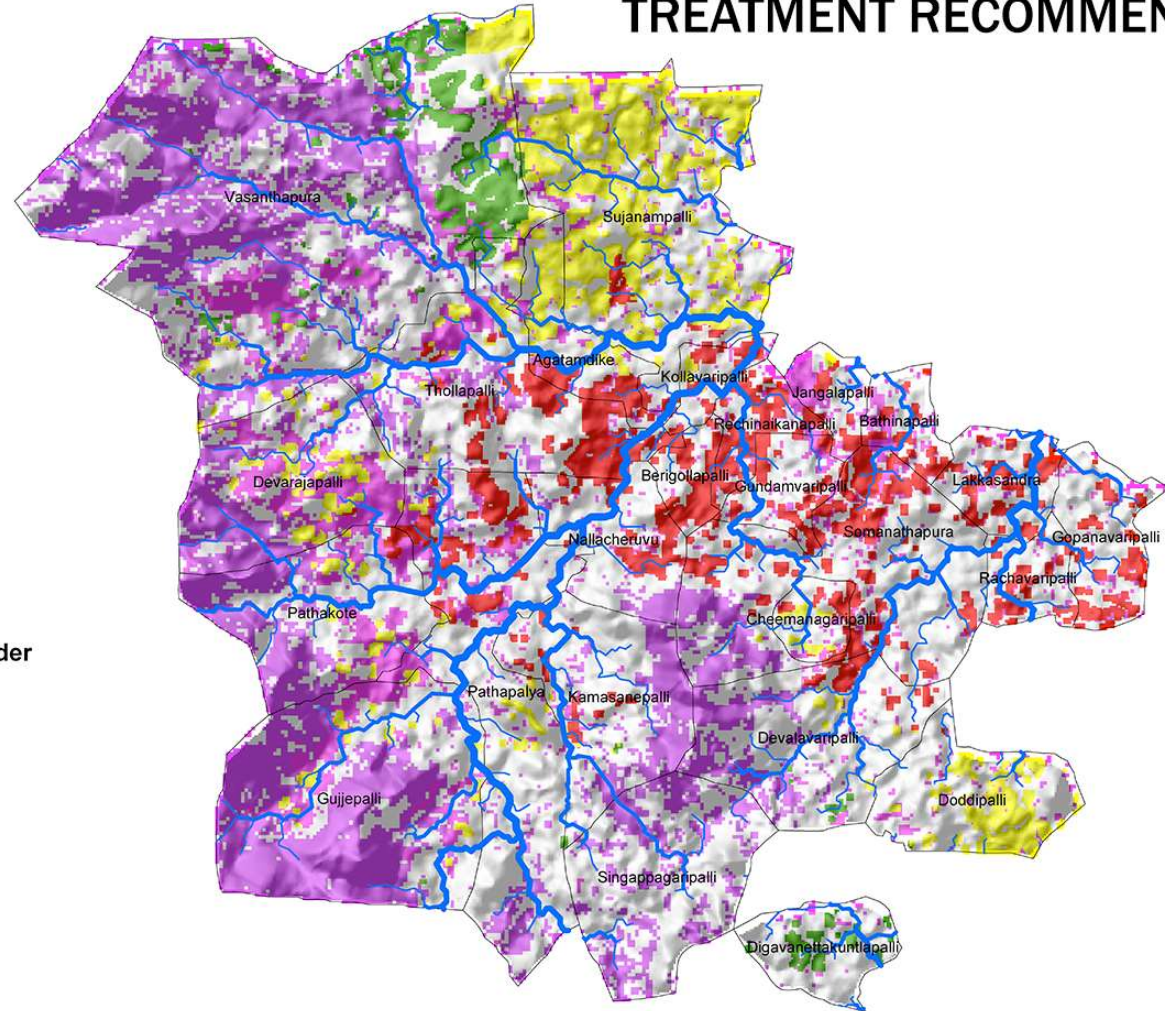 TREATMENT RECOMMEN
Vasanthapura
Sujanampalli
Agatamdike
Kollavaripalli
Thollapalli
Jangalapalli
Rechinaikanapalli
Bathinapalli
Devarajapalli
Berigollapalli
Gundamvaripalli
Lakkasandra
Somanathapura
Nallacheruvu
Gopanavaripalli
Rachavaripalli
Pathakote
Cheemanagaripalli
der
Pathapalya
Kamasanepalli
Devalavaripalli
Gujjepalli
Doddipalli
Singappagaripalli
Digavanettakuntlapalli